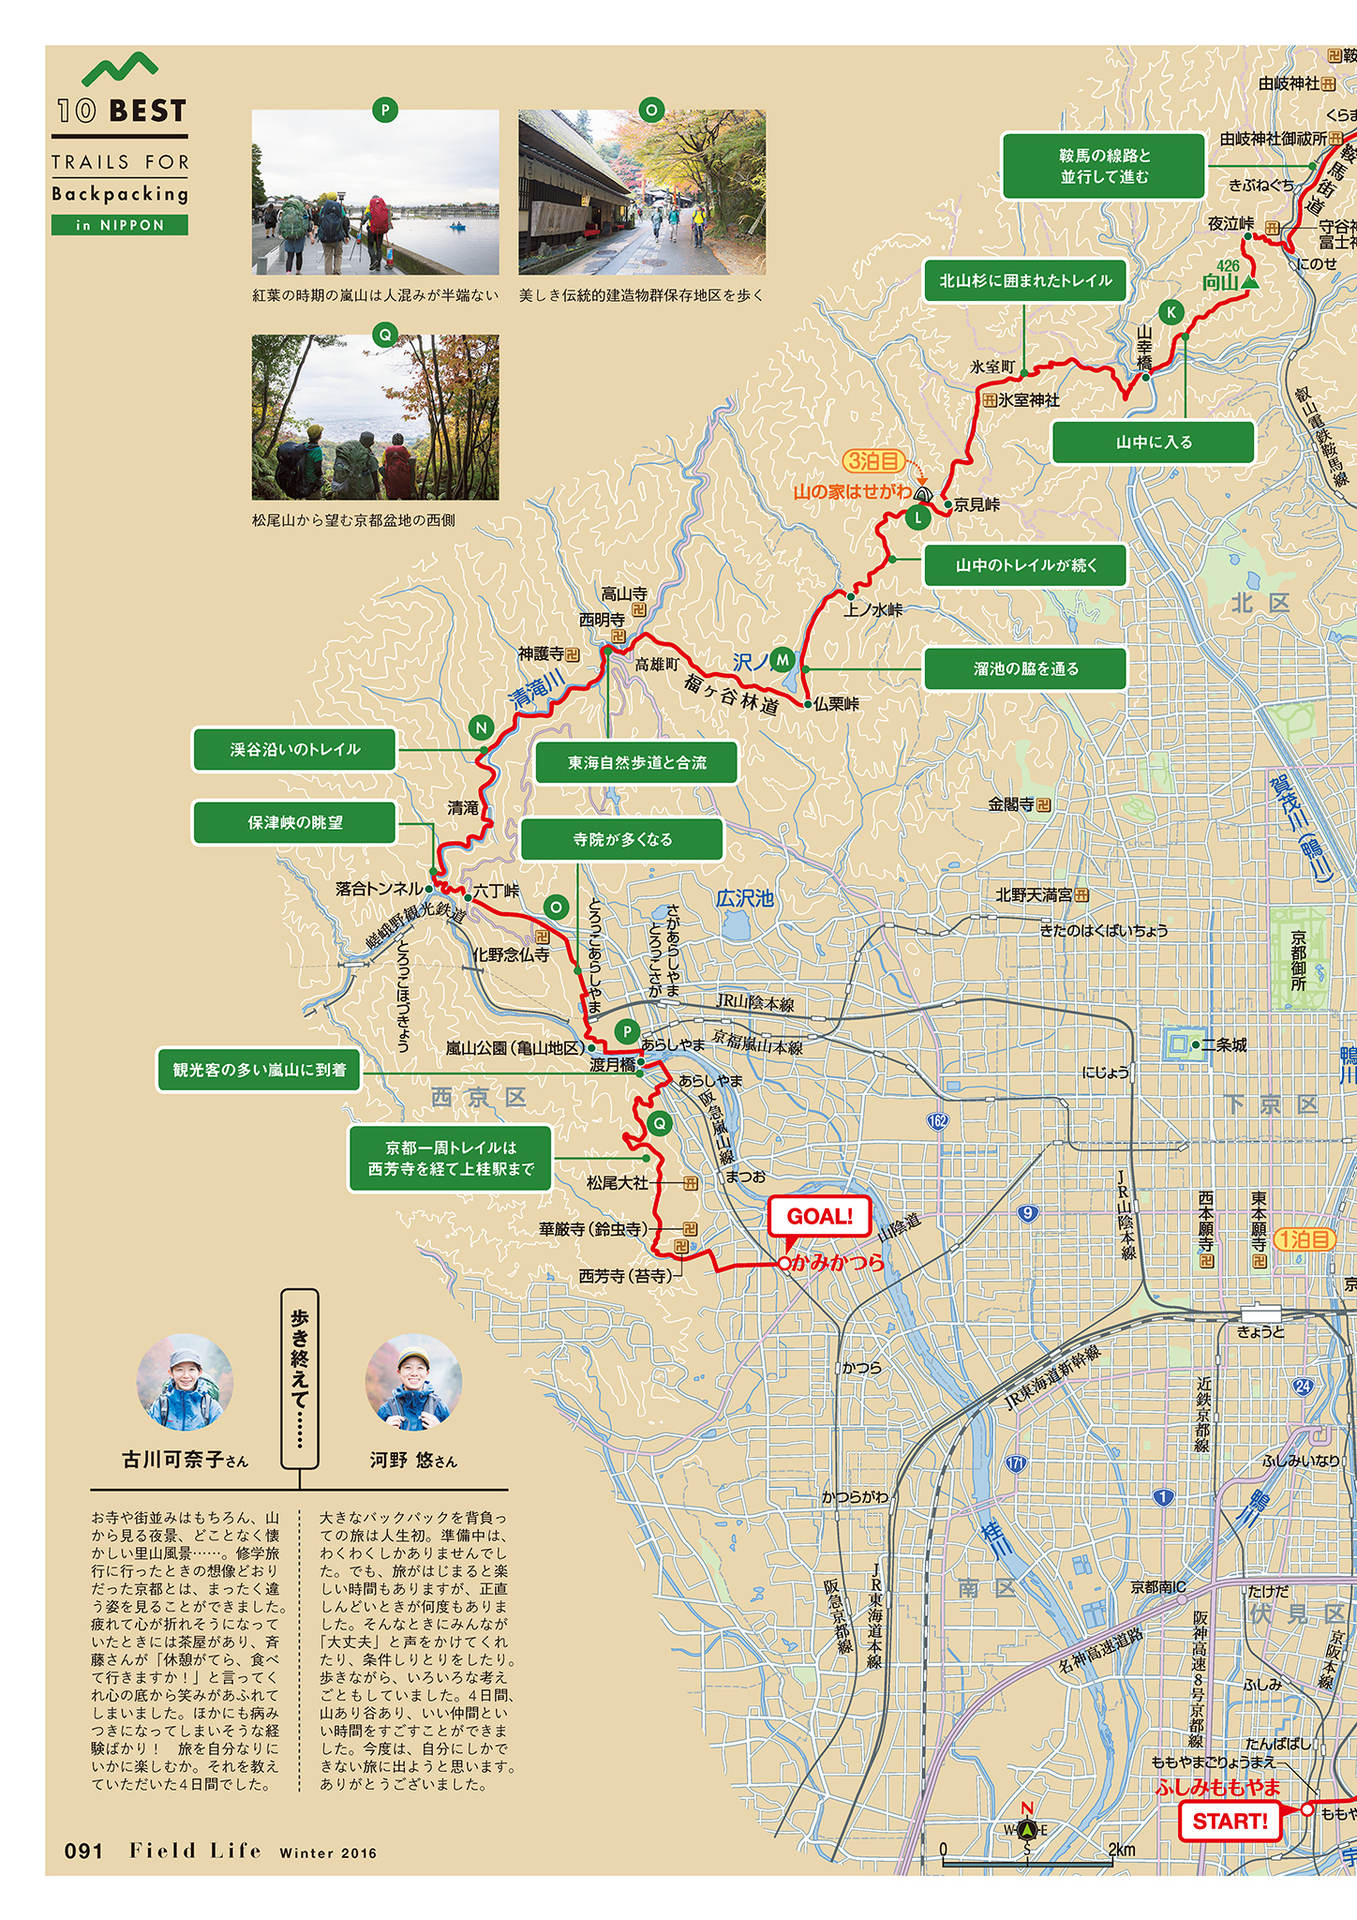 10 BEST
TRAILS FOR
Backpacking
in NIPPON
P
紅葉の時期の嵐山は人混みが半端ない
O
美しき伝統的建造物群保存地区を歩く
Q
松尾山から望む京都盆地の西側
由岐神社
由岐神社御祓所
鞍馬街道
きぶねぐち
鞍馬の線路と
並行して進む
夜泣峠
にのせ
426
向山
北山杉に囲まれたトレイル
K
山幸橋
氷室町
氷室神社
叡山電鉄鞍馬線
山中に入る
3泊目
山の家はせがわ
L
京見峠
山中のトレイルが続く
上ノ水峠
北区
高山寺
西明寺
神護寺
高雄町
M
溜池の脇を通る
福ヶ谷林道
仏栗峠
清滝川
N
渓谷沿いのトレイル
東海自然歩道と合流
清滝
保津峡の眺望
寺院が多くなる
金閣寺
賀茂川(鴨川)
落合トンネル
六丁峠
O
広沢池
北野天満宮
きたのはくばいちょう
嵯峨野観光鉄道
化野念仏寺
とろっこあらしやま
さがあらしやま
とろっこさが
とろっこほづきょう
京都御所
JR山陰本線
P
京福嵐山本線
嵐山公園(亀山地区)
あらしやま
渡月橋
二条城
鴨川
観光客の多い嵐山に到着
あらしやま
にじょう
西京区
下京区
阪急嵐山線
162
Q
京都一周トレイルは
西芳寺を経て上桂駅まで
まつお
松尾大社
JR山陰本線
9
西本願寺
東本願寺
1泊目
GOAL!
山陰道
華厳寺(鈴虫寺)
かみかつら
西芳寺(苔寺)
きょうと
かつら
JR東海道新幹線
近鉄京都線
24
171
ふしみいなり
かつらがわ
1
鴨川
桂川
阪急京都線
JR東海道本線
南区
京都南IC
たけだ
伏見区
名神高速道路
阪神高速8号京都線
京阪本線
ふしみ
たんばばし
ももやまごりょうまえ
ふしみももやま
START!
N
W
E
S
0
2km
歩き終えて……
古川可奈子さん
お寺や街並みはもちろん、山
から見る夜景、どことなく懐
かしい里山風景……。修学旅
行に行ったときの想像どおり
だった京都とは、まったく違
う姿を見ることができました。
疲れて心が折れそうになって
いたときには茶屋があり、斉
藤さんが「休憩がてら、食べ
て行きますか！」と言ってく
れ心の底から笑みがあふれて
しまいました。ほかにも病み
つきになってしまいそうな経
験ばかり！　旅を自分なりに
いかに楽しむか。それを教え
ていただいた4日間でした。
河野 悠さん
大きなバックパックを背負っ
ての旅は人生初。準備中は、
わくわくしかありませんでし
た。でも、旅がはじまると楽
しい時間もありますが、正直
しんどいときが何度もありま
した。そんなときにみんなが
「大丈夫」と声をかけてくれ
たり、条件しりとりをしたり。
歩きながら、いろいろな考え
ごともしていました。4日間、
山あり谷あり、いい仲間とい
い時間をすごすことができま
した。今度は、自分にしかで
きない旅に出ようと思います。
ありがとうございました。
091 Field Life Winter 2016